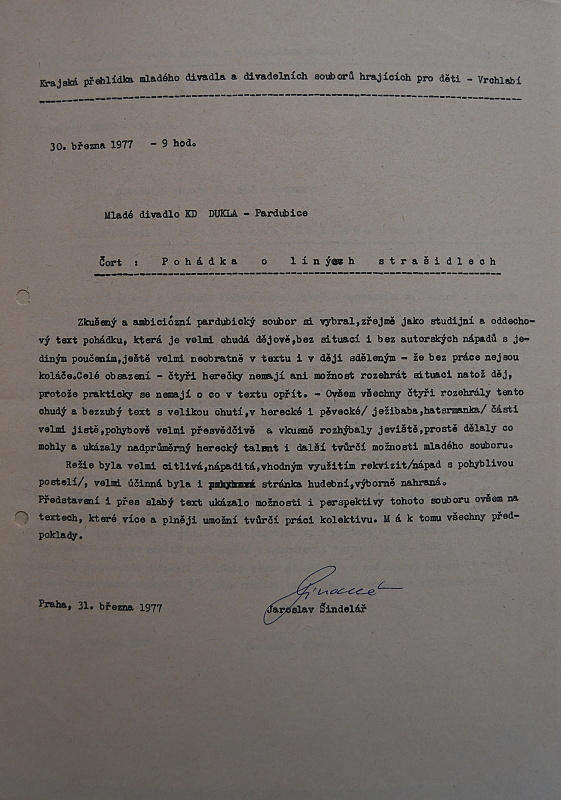 Krajská přehlídka mladého divadla a divadelních souborů hrajících pro děti - Vrchlabí
30. března 1977 - 9 hod.
Mladé divadlo KD DUKLA - Pardubice
Čort : Pohádka o líných strašidlech
Zkušený a ambiciózní pardubický soubor si vybral,zřejmě jako studijní a oddecho-
vý text pohádku, která je velmi chudá dějově,bez situací i bez autorských nápadů s je-
diným poučením,ještě velmi neobratně v textu i v ději sděleným - že bez práce nejsou
koláče.Celé obsazení - čtyři herečky nemají ani možnost rozehrát situaci natož děj,
protože prakticky se nemají o co v textu opřít. - Ovšem všechny čtyři rozehrály tento
chudý a bezzubý text s velikou chutí,v herecké i pěvecké/ ježibaba,hatsrmanka/ části
velmi jistě,pohybově velmi přesvědčivě a vkusně rozhýbaly jeviště,prostě dělaly co
mohly a ukázaly nadprůměrný herecký talent i další tvůrčí možnosti mladého souboru.
Režie byla velmi citlivá,nápaditá,vhodným využitím rekvizit/nápad s pohyblivou
postelí/, velmi účinná byla i stránka hudební,výborně nahraná.
Představení i přes slabý text ukázalo možnosti i perspektivy tohoto souboru ovšem na
textech, které více a plněji umožní tvůrčí práci kolektivu. M á k tomu všechny před-
poklady.
Praha, 31. března 1977
Jaroslav Šindelář